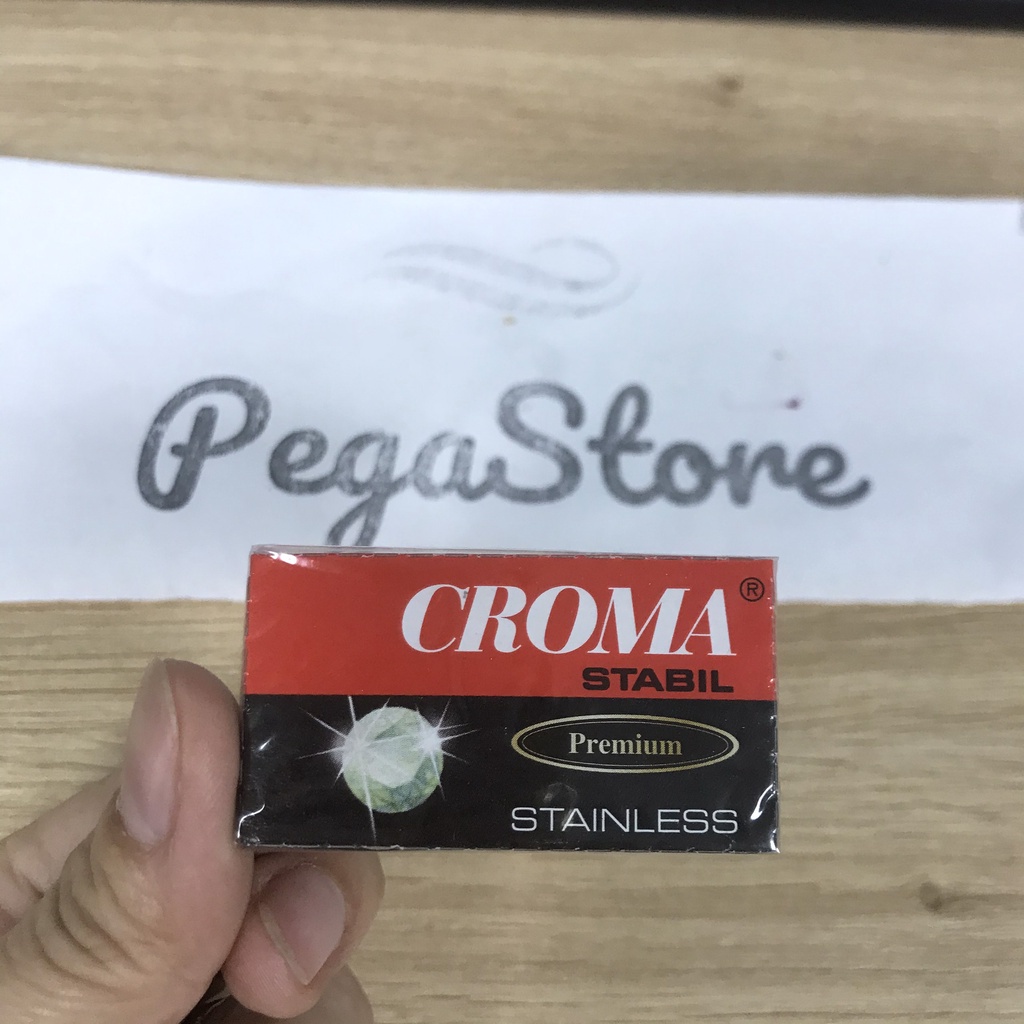 PegaStore
CROMA®
STABIL
Premium
STAINLESS